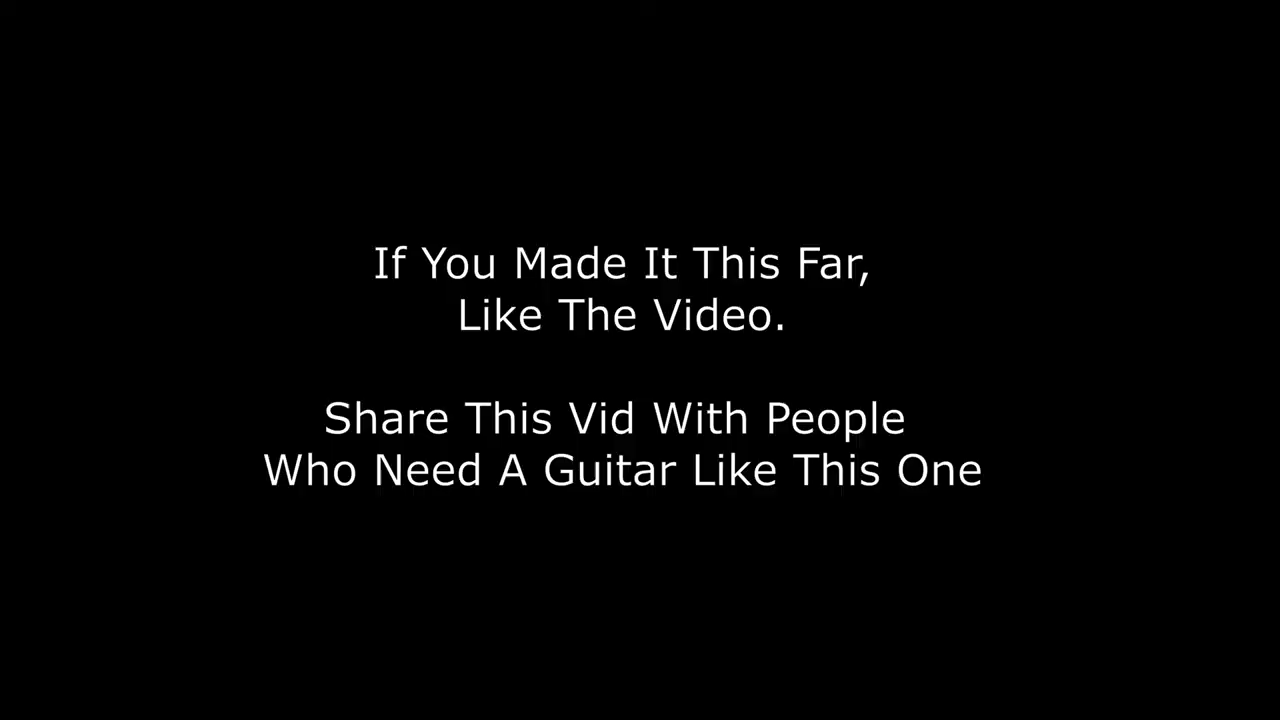 If You Made It This Far,
Like The Video.
Share This Vid With People
Who Need A Guitar Like This One